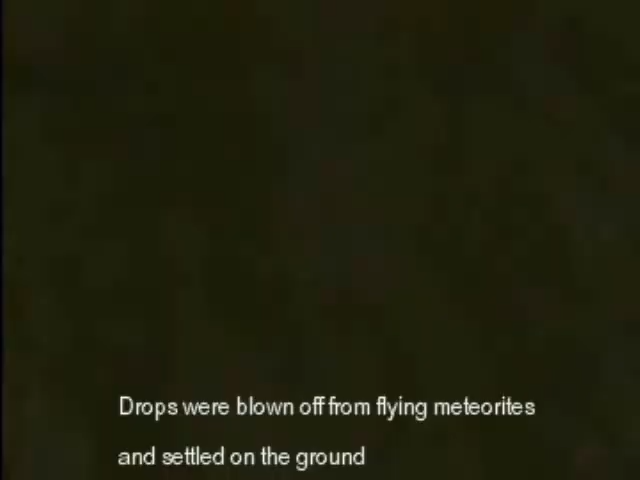 Drops were blown off from flying meteorites
and settled on the ground